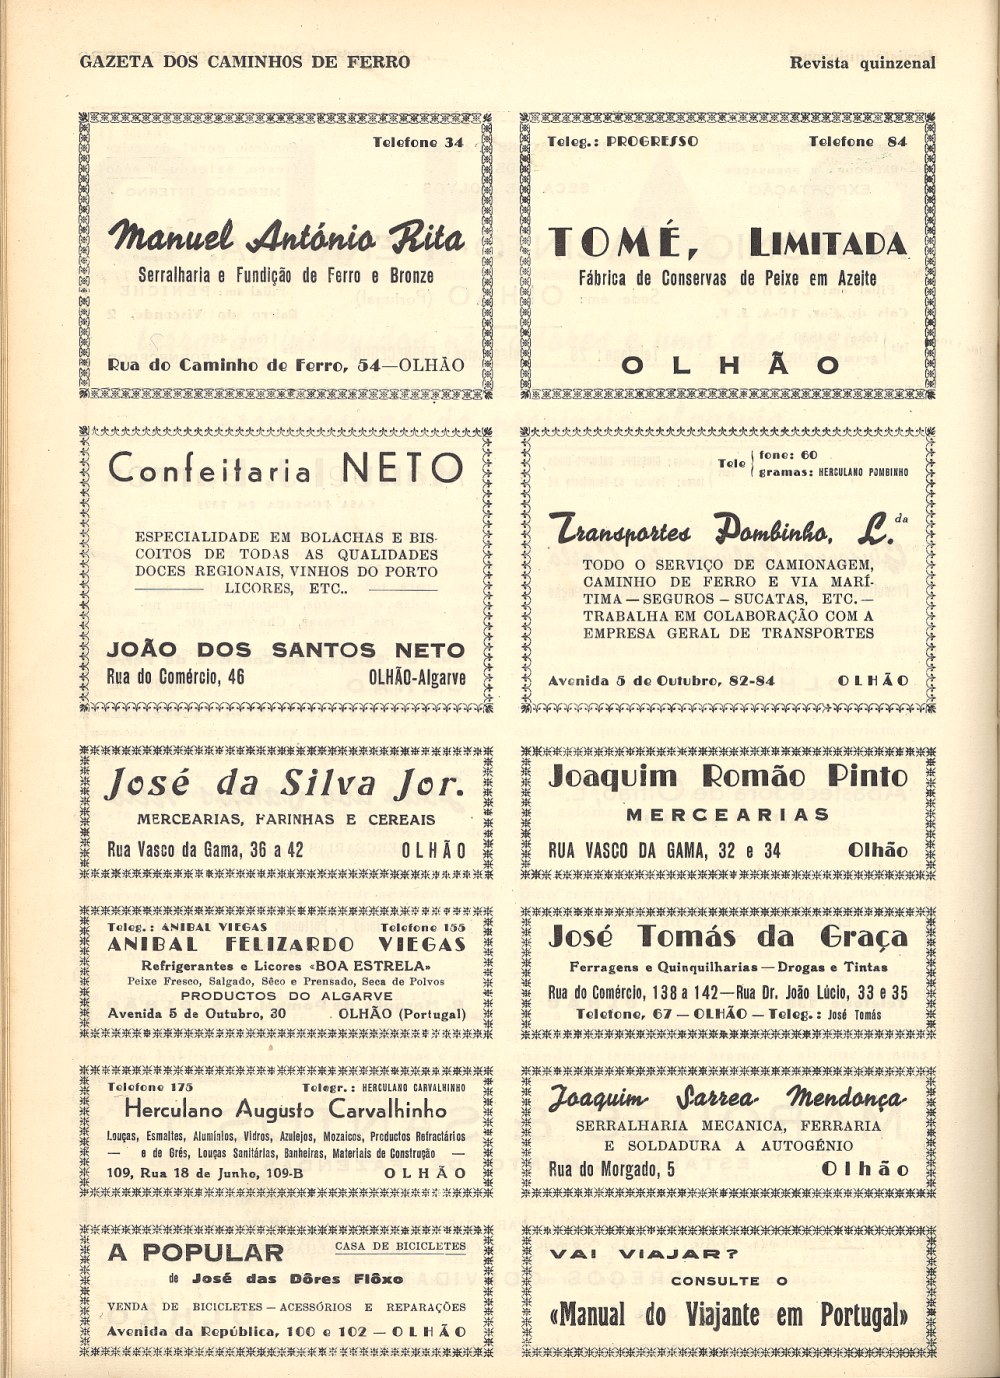 GAZETA DOS CAMINHOS DE FERRO
Revista quinzenal
Telefone 34
Manuel António Rita
Serralharia e Fundição de Ferro e Bronze
Rua do Caminho de Ferro, 54—OLHÃO
Teleg.: PROGRESSO Telefone 84
TOMÉ, LIMITADA
Fábrica de Conservas de Peixe em Azeite
OLHÃO
Confeitaria NETO
ESPECIALIDADE EM BOLACHAS E BIS-
COITOS DE TODAS AS QUALIDADES
DOCES REGIONAIS, VINHOS DO PORTO
LICORES, ETC..
JOÃO DOS SANTOS NETO
Rua do Comércio, 46 OLHÃO-Algarve
Tele fone: 60
gramas: HERCULANO POMBINHO
Transportes Pombinho, L.da
TODO O SERVIÇO DE CAMIONAGEM,
CAMINHO DE FERRO E VIA MARÍ-
TIMA — SEGUROS — SUCATAS, ETC. —
TRABALHA EM COLABORAÇÃO COM A
EMPRESA GERAL DE TRANSPORTES
Avenida 5 de Outubro, 82-84 OLHÃO
José da Silva Jor.
MERCEARIAS, FARINHAS E CEREAIS
Rua Vasco da Gama, 36 a 42 OLHÃO
Joaquim Romão Pinto
MERCEARIAS
RUA VASCO DA GAMA, 32 e 34 Olhão
Teleg.: ANIBAL VIEGAS Telefone 155
ANIBAL FELIZARDO VIEGAS
Refrigerantes e Licores «BOA ESTRELA»
Peixe Fresco, Salgado, Sêco e Prensado, Seca de Polvos
PRODUCTOS DO ALGARVE
Avenida 5 de Outubro, 30 OLHÃO (Portugal)
José Tomás da Graça
Ferragens e Quinquilharias — Drogas e Tintas
Rua do Comércio, 138 a 142—Rua Dr. João Lúcio, 33 e 35
Telefone, 67 — OLHÃO — Teleg.: José Tomás
Telefone 175 Telegr.: HERCULANO CARVALHINHO
Herculano Augusto Carvalhinho
Louças, Esmaltes, Alumínios, Vidros, Azulejos, Mozaicos, Productos Refractários
— e de Grés, Louças Sanitárias, Banheiras, Materiais de Construção —
109, Rua 18 de Junho, 109-B OLHÃO
Joaquim Sarrea Mendonça
SERRALHARIA MECANICA, FERRARIA
E SOLDADURA A AUTOGÉNIO
Rua do Morgado, 5 Olhão
A POPULAR CASA DE BICICLETES
de José das Dôres Flôxo
VENDA DE BICICLETES — ACESSÓRIOS E REPARAÇÕES
Avenida da República, 100 e 102 — OLHÃO
VAI VIAJAR?
CONSULTE O
«Manual do Viajante em Portugal»